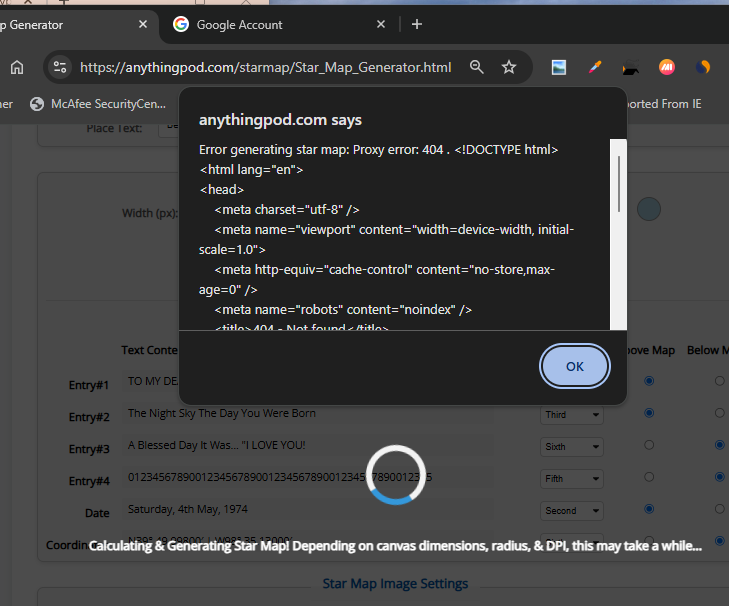 p Generator
Google Account
https://anythingpod.com/starmap/Star_Map_Generator.html
ner
McAfee SecurityCen...
ported From IE
anythingpod.com says
Error generating star map: Proxy error: 404 . <!DOCTYPE html>
<html lang="en">
<head>
<meta charset="utf-8" />
<meta name="viewport" content="width=device-width, initial-
scale=1.0">
<meta http-equiv="cache-control" content="no-store,max-
age=0" />
<meta name="robots" content="noindex" />
<title>404 - Not found</title>
OK
Place Text:
Width (px):
Text Conte
ove Map
Below M
Entry#1
TO MY DE
Entry#2
The Night Sky The Day You Were Born
Third
Entry#3
A Blessed Day It Was... "I LOVE YOU!
Sixth
Entry#4
Fifth
Date
Saturday, 4th May, 1974
Second
Coordin
Calculating & Generating Star Map! Depending on canvas dimensions, radius, & DPI, this may take a while...
Star Map Image Settings